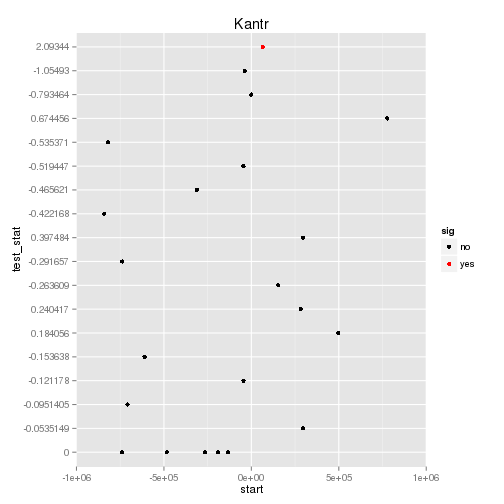 Kantr
2.09344
-1.05493
-0.793464
0.674456
-0.535371
-0.519447
-0.465621
-0.422168
0.397484
-0.291657
-0.263609
0.240417
0.184056
-0.153638
-0.121178
-0.0951405
-0.0535149
0
test_stat
-1e+06 -5e+05 0e+00 5e+05 1e+06
start
sig
no
yes